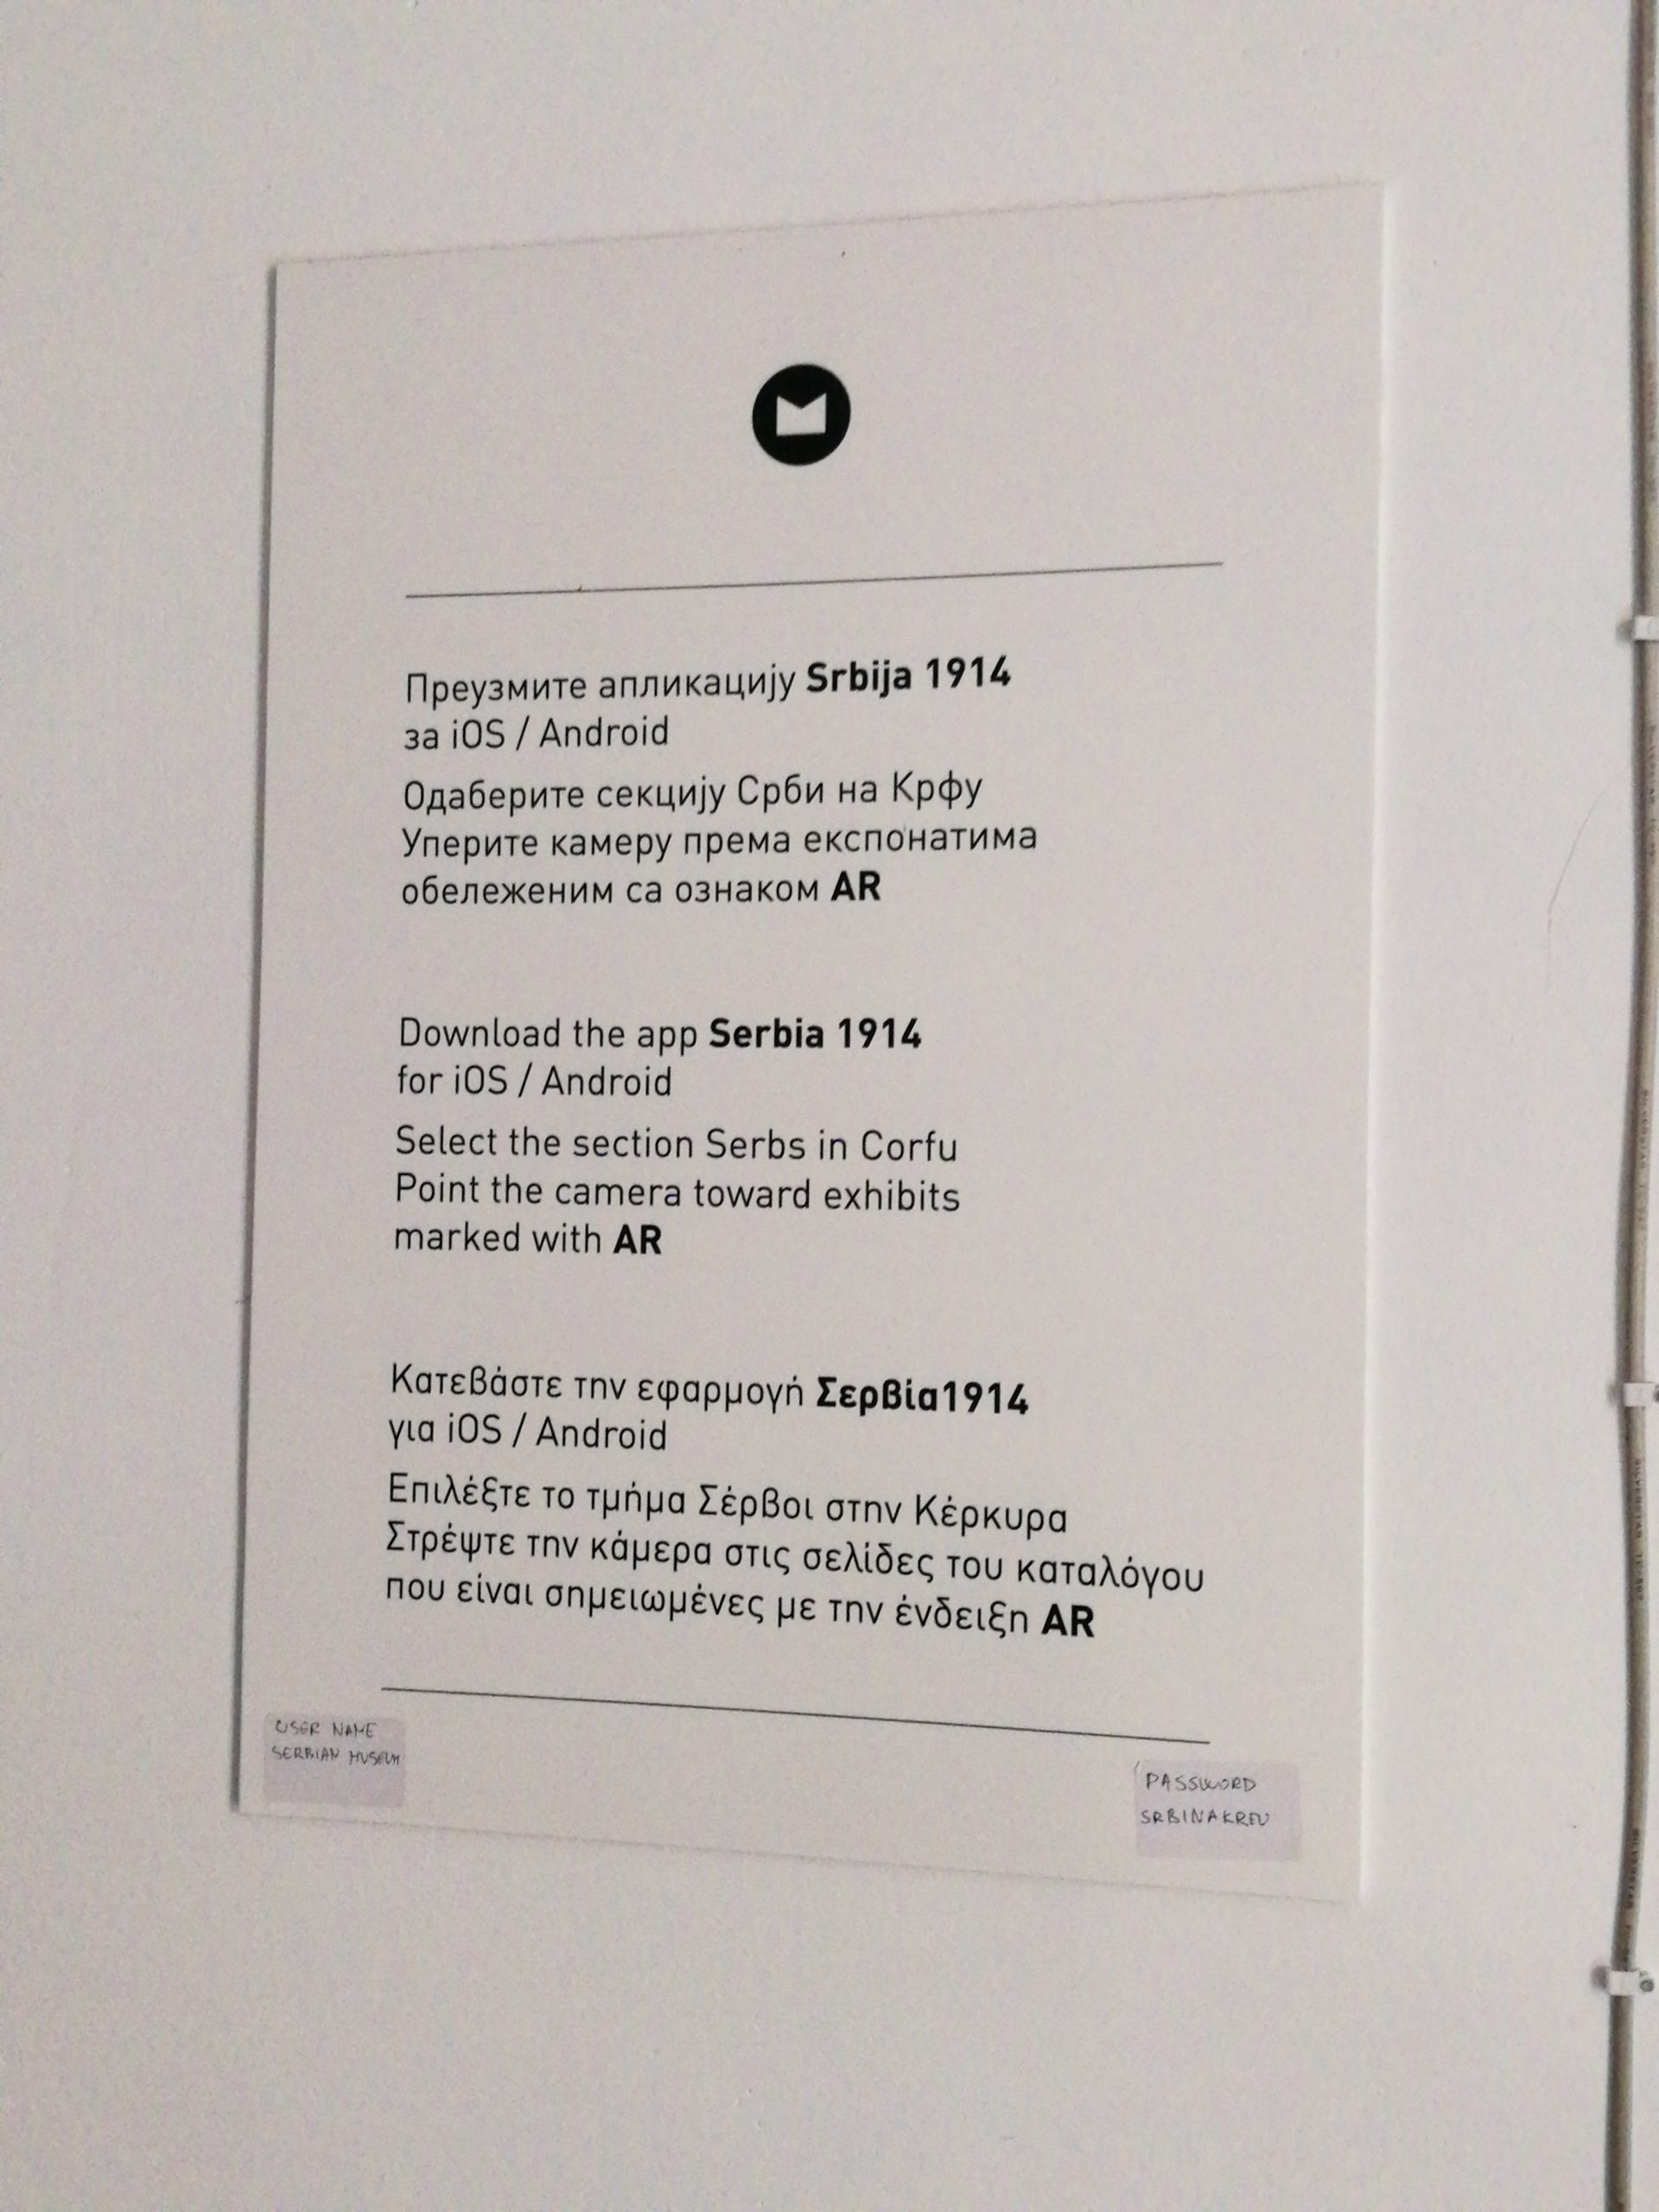 Преузмите апликацију Srbija 1914
за iOS / Android
Одаберите секцију Срби на Крфу
Уперите камеру према експонатима
обележеним са ознаком AR
Download the app Serbia 1914
for iOS / Android
Select the section Serbs in Corfu
Point the camera toward exhibits
marked with AR
Κατεβάστε την εφαρμογή Σερβία1914
για iOS / Android
Επιλέξτε το τμήμα Σέρβοι στην Κέρκυρα
Στρέψτε την κάμερα στις σελίδες του καταλόγου
που είναι σημειωμένες με την ένδειξη AR
USER NAME
SERBIAN MUSEUM
PASSWORD